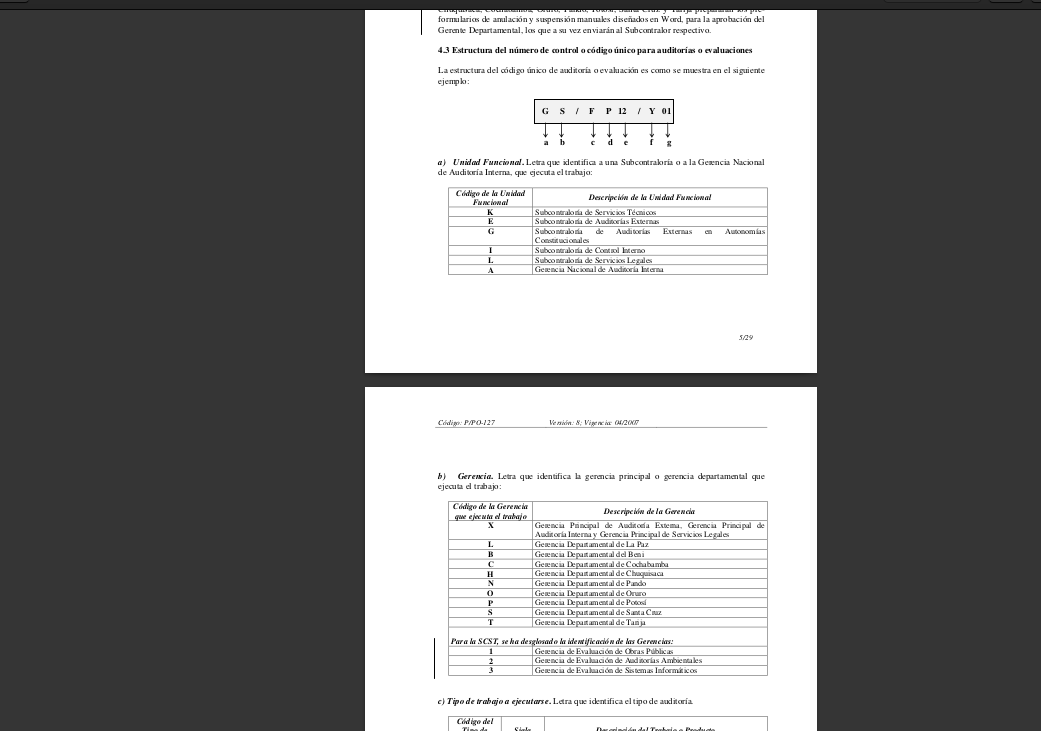 Chuquisaca, Cochabamba, Oruro, Pando, Potosí, Santa Cruz y Tarija prepararán los pre-
formularios de anulación y suspensión manuales diseñados en Word, para la aprobación del
Gerente Departamental, los que a su vez enviarán al Subcontralor respectivo.
4.3 Estructura del número de control o código único para auditorías o evaluaciones
La estructura del código único de auditoría o evaluación es como se muestra en el siguiente
ejemplo:
G S / F P 12 / Y 01
a b c d e f g
a) Unidad Funcional. Letra que identifica a una Subcontraloría o a la Gerencia Nacional
de Auditoría Interna, que ejecuta el trabajo:
Código de la Unidad
Funcional
Descripción de la Unidad Funcional
K Subcontraloría de Servicios Técnicos
E Subcontraloría de Auditorías Externas
G Subcontraloría de Auditorías Externas en Autonomías
Constitucionales
I Subcontraloría de Control Interno
L Subcontraloría de Servicios Legales
A Gerencia Nacional de Auditoría Interna
5/29
Código: P/PO-127 Versión: 8; Vigencia: 04/2007
b) Gerencia. Letra que identifica la gerencia principal o gerencia departamental que
ejecuta el trabajo:
Código de la Gerencia
que ejecuta el trabajo
Descripción de la Gerencia
X Gerencia Principal de Auditoría Externa, Gerencia Principal de
Auditoría Interna y Gerencia Principal de Servicios Legales
L Gerencia Departamental de La Paz
B Gerencia Departamental del Beni
C Gerencia Departamental de Cochabamba
H Gerencia Departamental de Chuquisaca
N Gerencia Departamental de Pando
O Gerencia Departamental de Oruro
P Gerencia Departamental de Potosí
S Gerencia Departamental de Santa Cruz
T Gerencia Departamental de Tarija
Para la SCST, se ha desglosado la identificación de las Gerencias:
1 Gerencia de Evaluación de Obras Públicas
2 Gerencia de Evaluación de Auditorías Ambientales
3 Gerencia de Evaluación de Sistemas Informáticos
c) Tipo de trabajo a ejecutarse. Letra que identifica el tipo de auditoría.
Código del
Tipo de
Sigla
Descripción del Trabajo o Producto